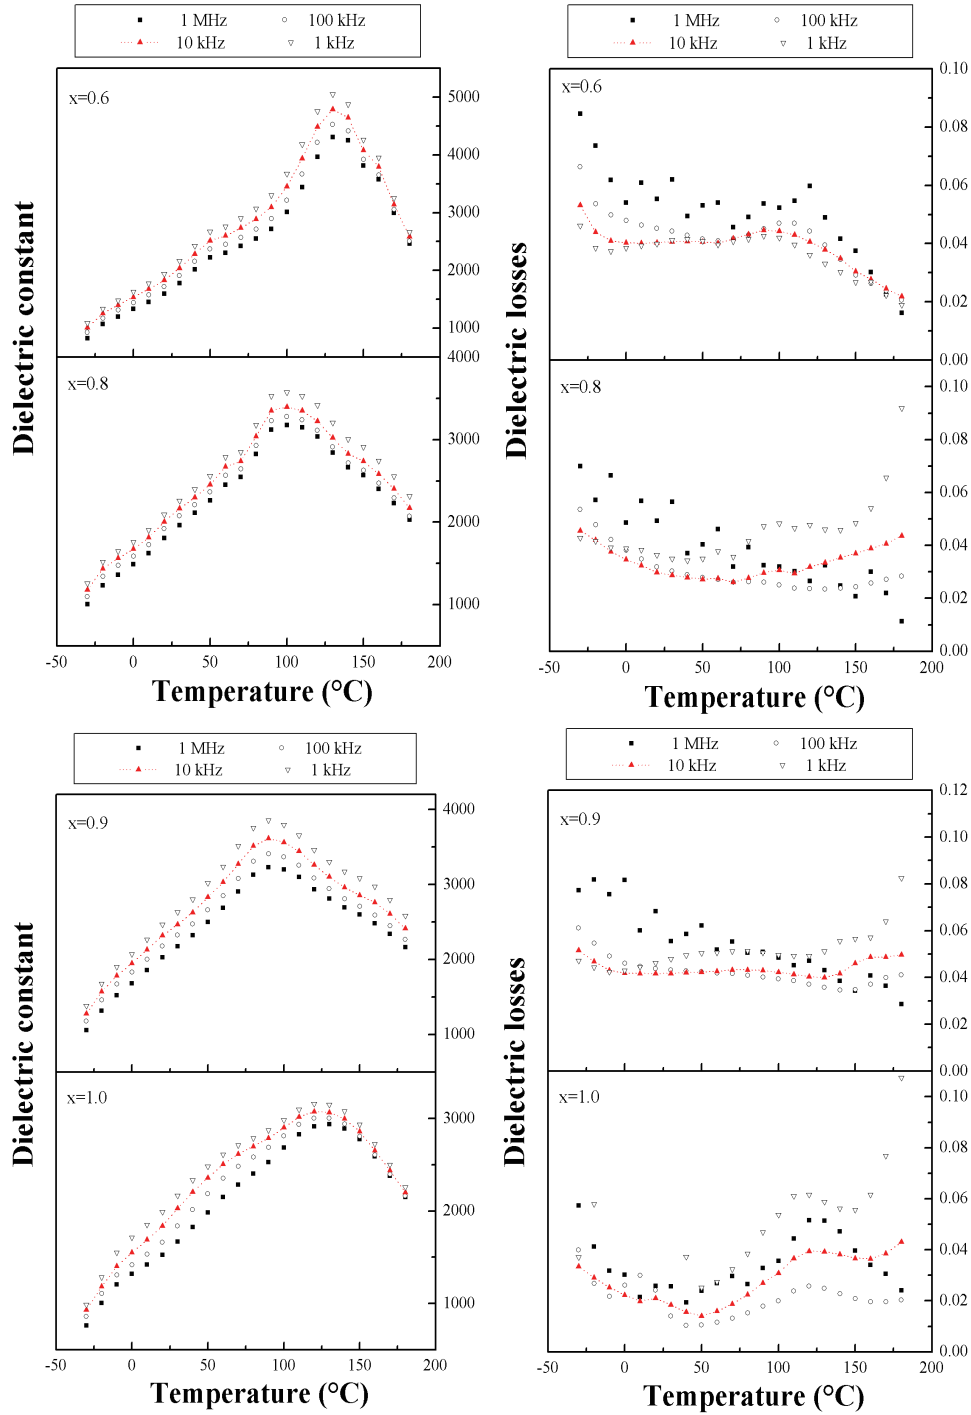 1 MHz 100 kHz
10 kHz 1 kHz
x=0.6
5000
4000
3000
2000
1000
4000
x=0.8
3000
2000
1000
-50 0 50 100 150 200
Dielectric constant
Temperature (°C)
1 MHz 100 kHz
10 kHz 1 kHz
0.10
x=0.6
0.08
0.06
0.04
0.02
0.00
x=0.8
0.10
0.08
0.06
0.04
0.02
0.00
-50 0 50 100 150 200
Dielectric losses
Temperature (°C)
1 MHz 100 kHz
10 kHz 1 kHz
4000
x=0.9
3000
2000
1000
x=1.0
3000
2000
1000
-50 0 50 100 150 200
Dielectric constant
Temperature (°C)
1 MHz 100 kHz
10 kHz 1 kHz
0.12
x=0.9
0.10
0.08
0.06
0.04
0.02
0.00
x=1.0
0.10
0.08
0.06
0.04
0.02
0.00
-50 0 50 100 150 200
Dielectric losses
Temperature (°C)